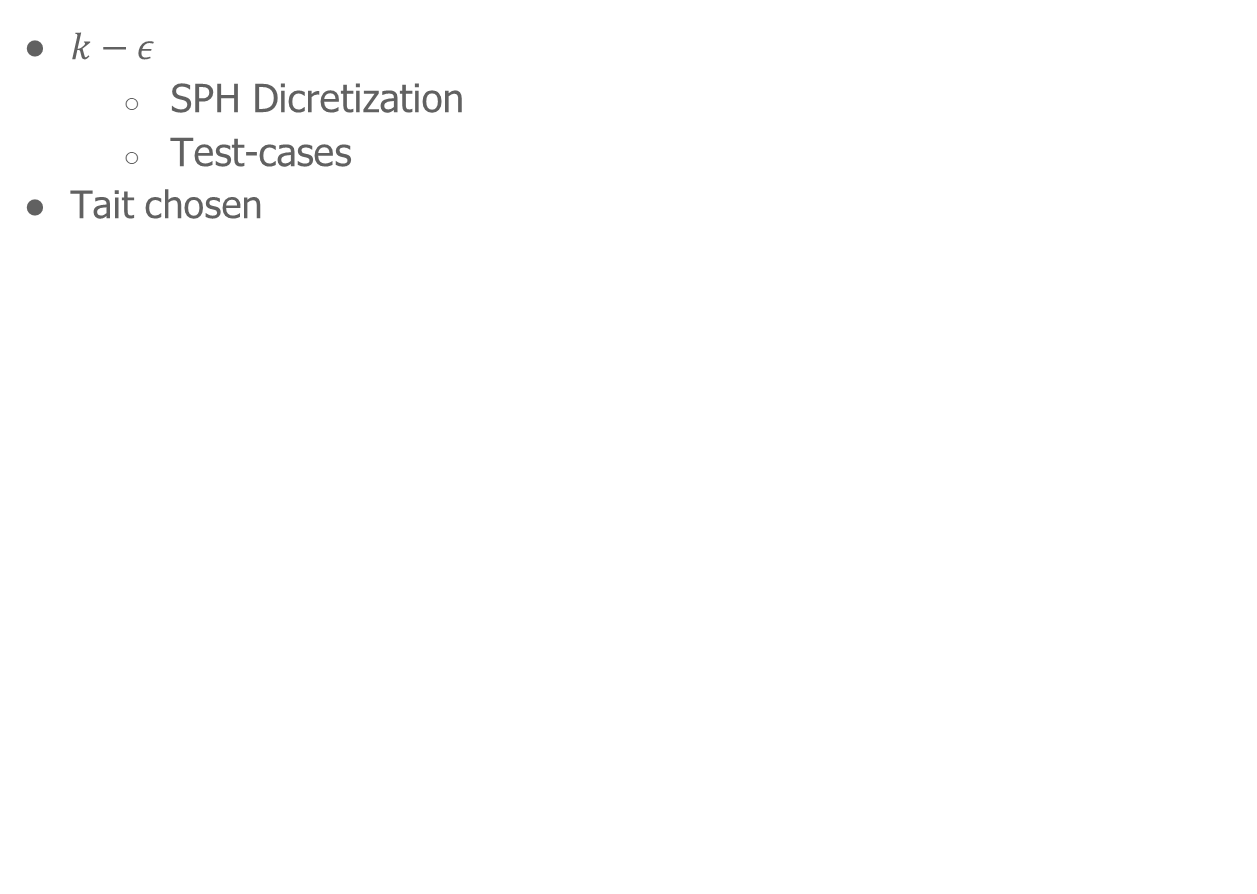 ● k − ϵ
○ SPH Dicretization
○ Test-cases
● Tait chosen